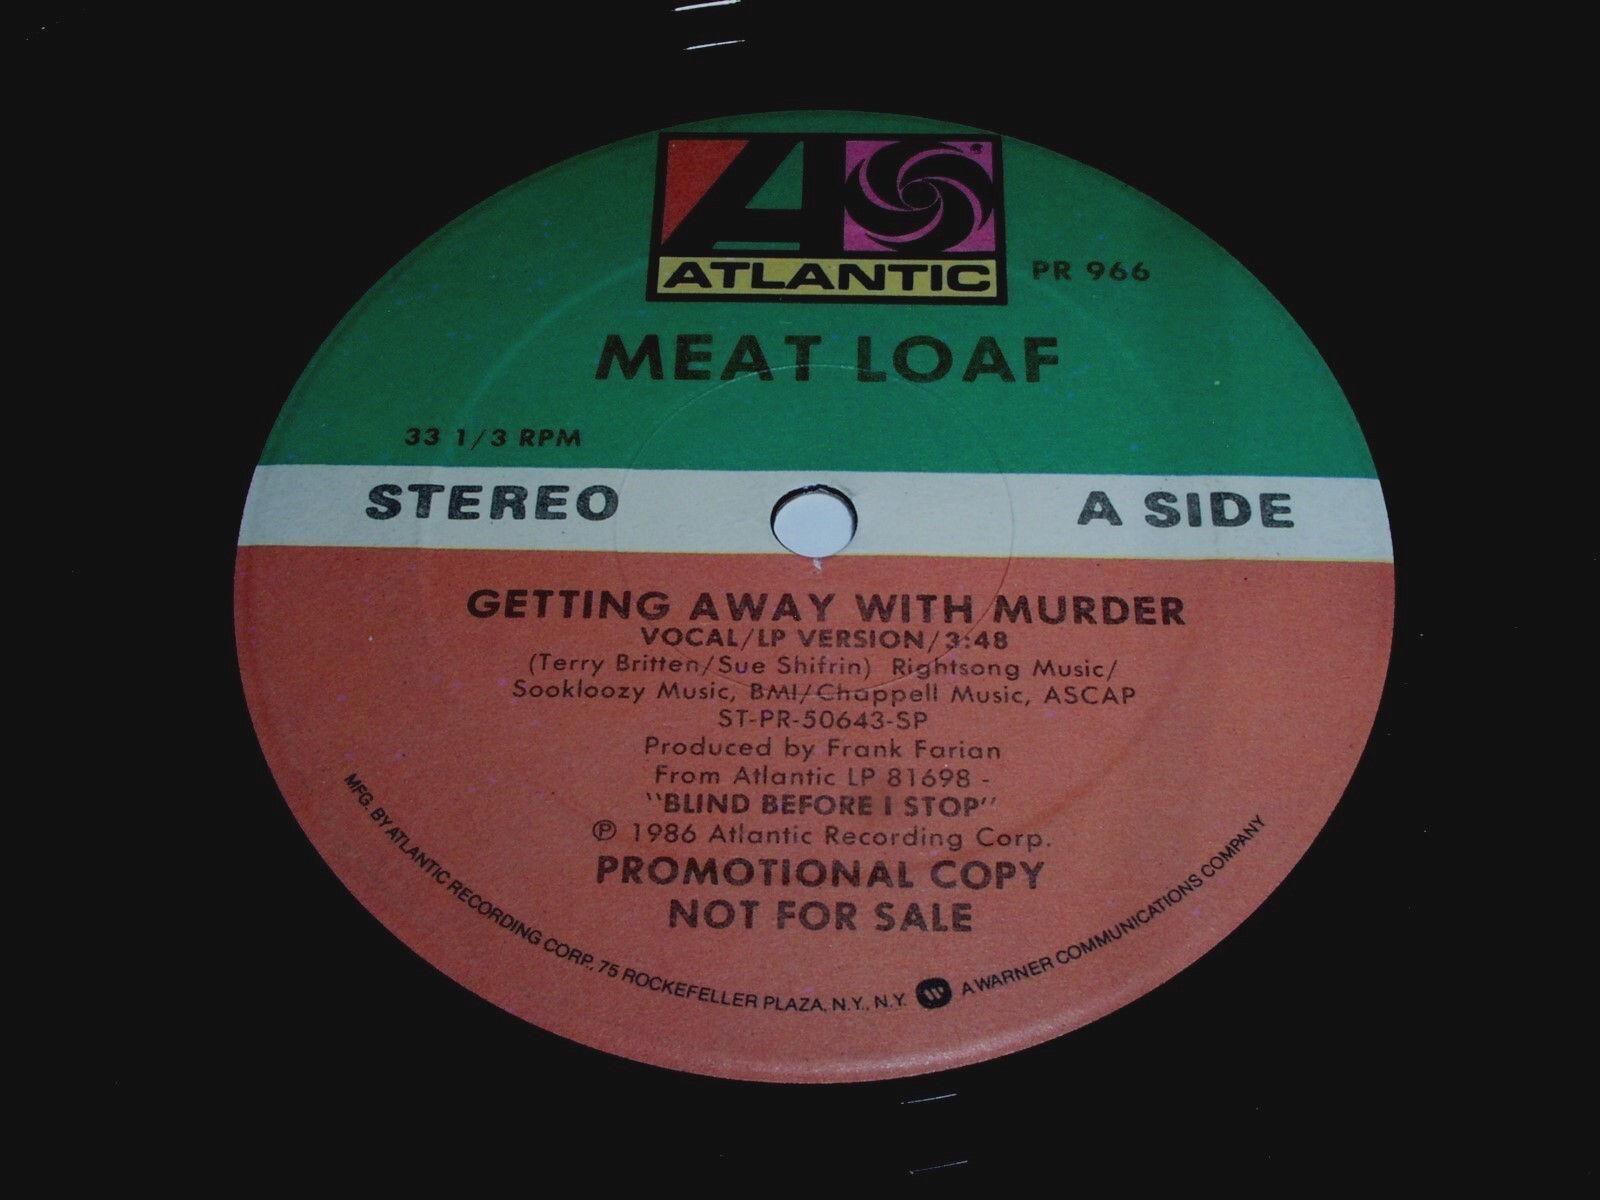 ATLANTIC
PR 966
MEAT LOAF
33 1/3 RPM
STEREO
A SIDE
GETTING AWAY WITH MURDER
VOCAL/LP VERSION/3:48
(Terry Britten/Sue Shifrin) Rightsong Music/
Sookloozy Music, BMI/Chappell Music, ASCAP
ST-PR-50643-SP
Produced by Frank Farian
From Atlantic LP 81698 -
"BLIND BEFORE I STOP"
℗ 1986 Atlantic Recording Corp.
PROMOTIONAL COPY
NOT FOR SALE
MFG. BY ATLANTIC RECORDING CORP., 75 ROCKEFELLER PLAZA, N.Y., N.Y. A WARNER COMMUNICATIONS COMPANY